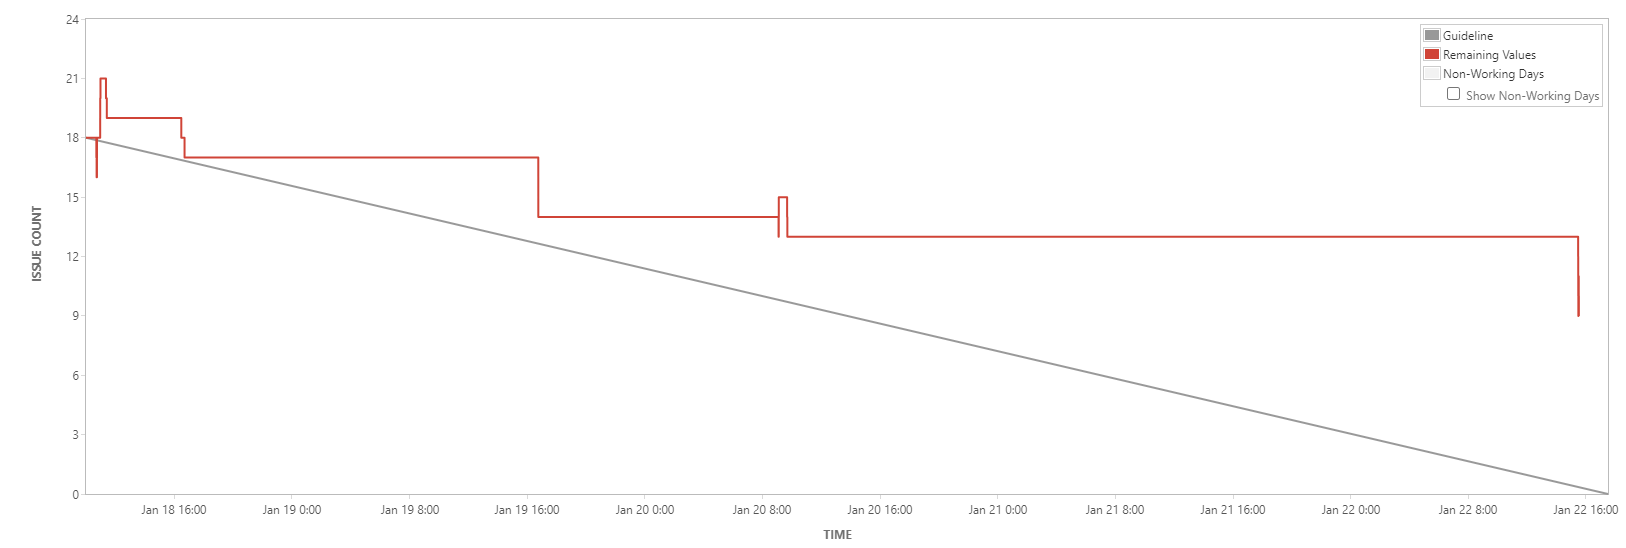 24
21
18
15
12
9
6
3
0
ISSUE COUNT
Guideline
Remaining Values
Non-Working Days
Show Non-Working Days
Jan 18 16:00 Jan 19 0:00 Jan 19 8:00 Jan 19 16:00 Jan 20 0:00 Jan 20 8:00 Jan 20 16:00 Jan 21 0:00 Jan 21 8:00 Jan 21 16:00 Jan 22 0:00 Jan 22 8:00 Jan 22 16:00
TIME